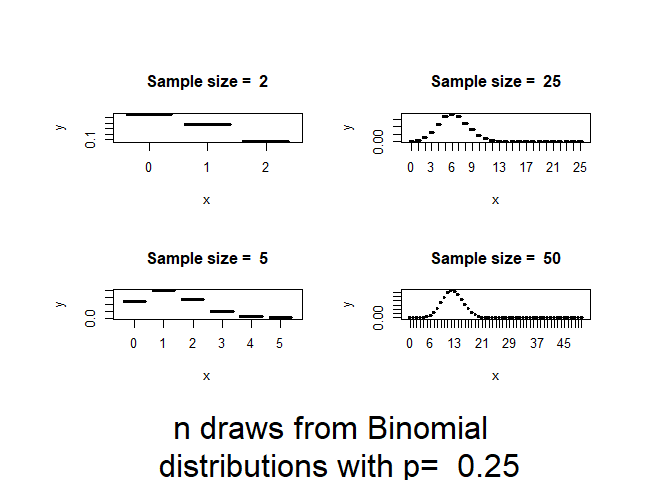 Sample size =  2
y
0.1
0 1 2
x
Sample size =  25
y
0.00
0 3 6 9 13 17 21 25
x
Sample size =  5
y
0.0
0 1 2 3 4 5
x
Sample size =  50
y
0.00
0 6 13 21 29 37 45
x
n draws from Binomial
distributions with p=  0.25